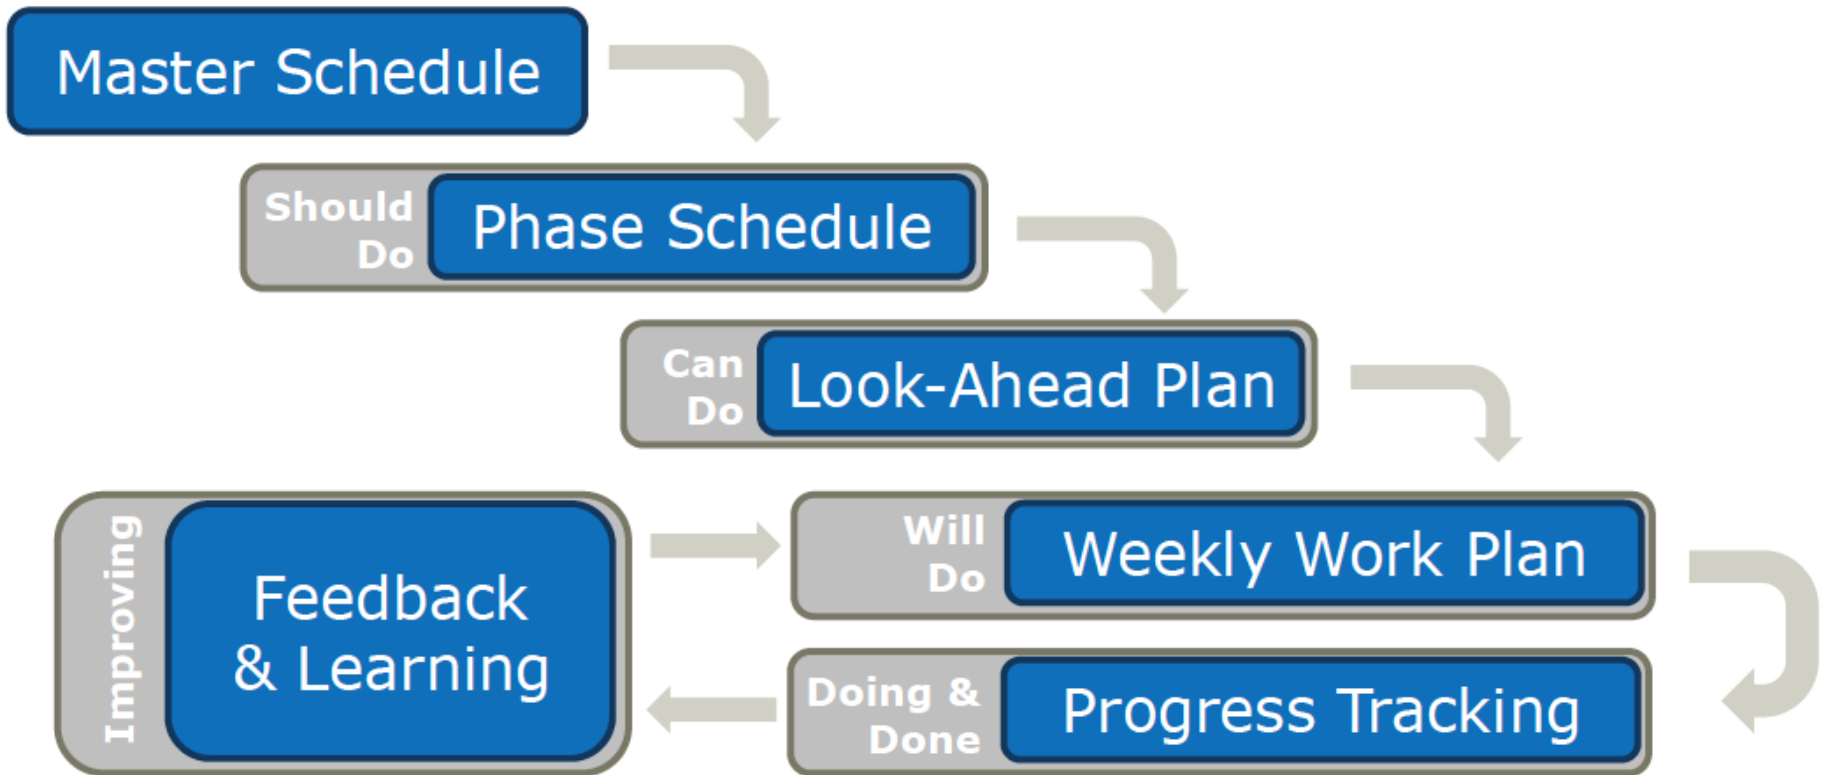 Master Schedule
Should
Do
Phase Schedule
Can
Do
Look-Ahead Plan
Improving
Feedback
& Learning
Will
Do
Weekly Work Plan
Doing &
Done
Progress Tracking